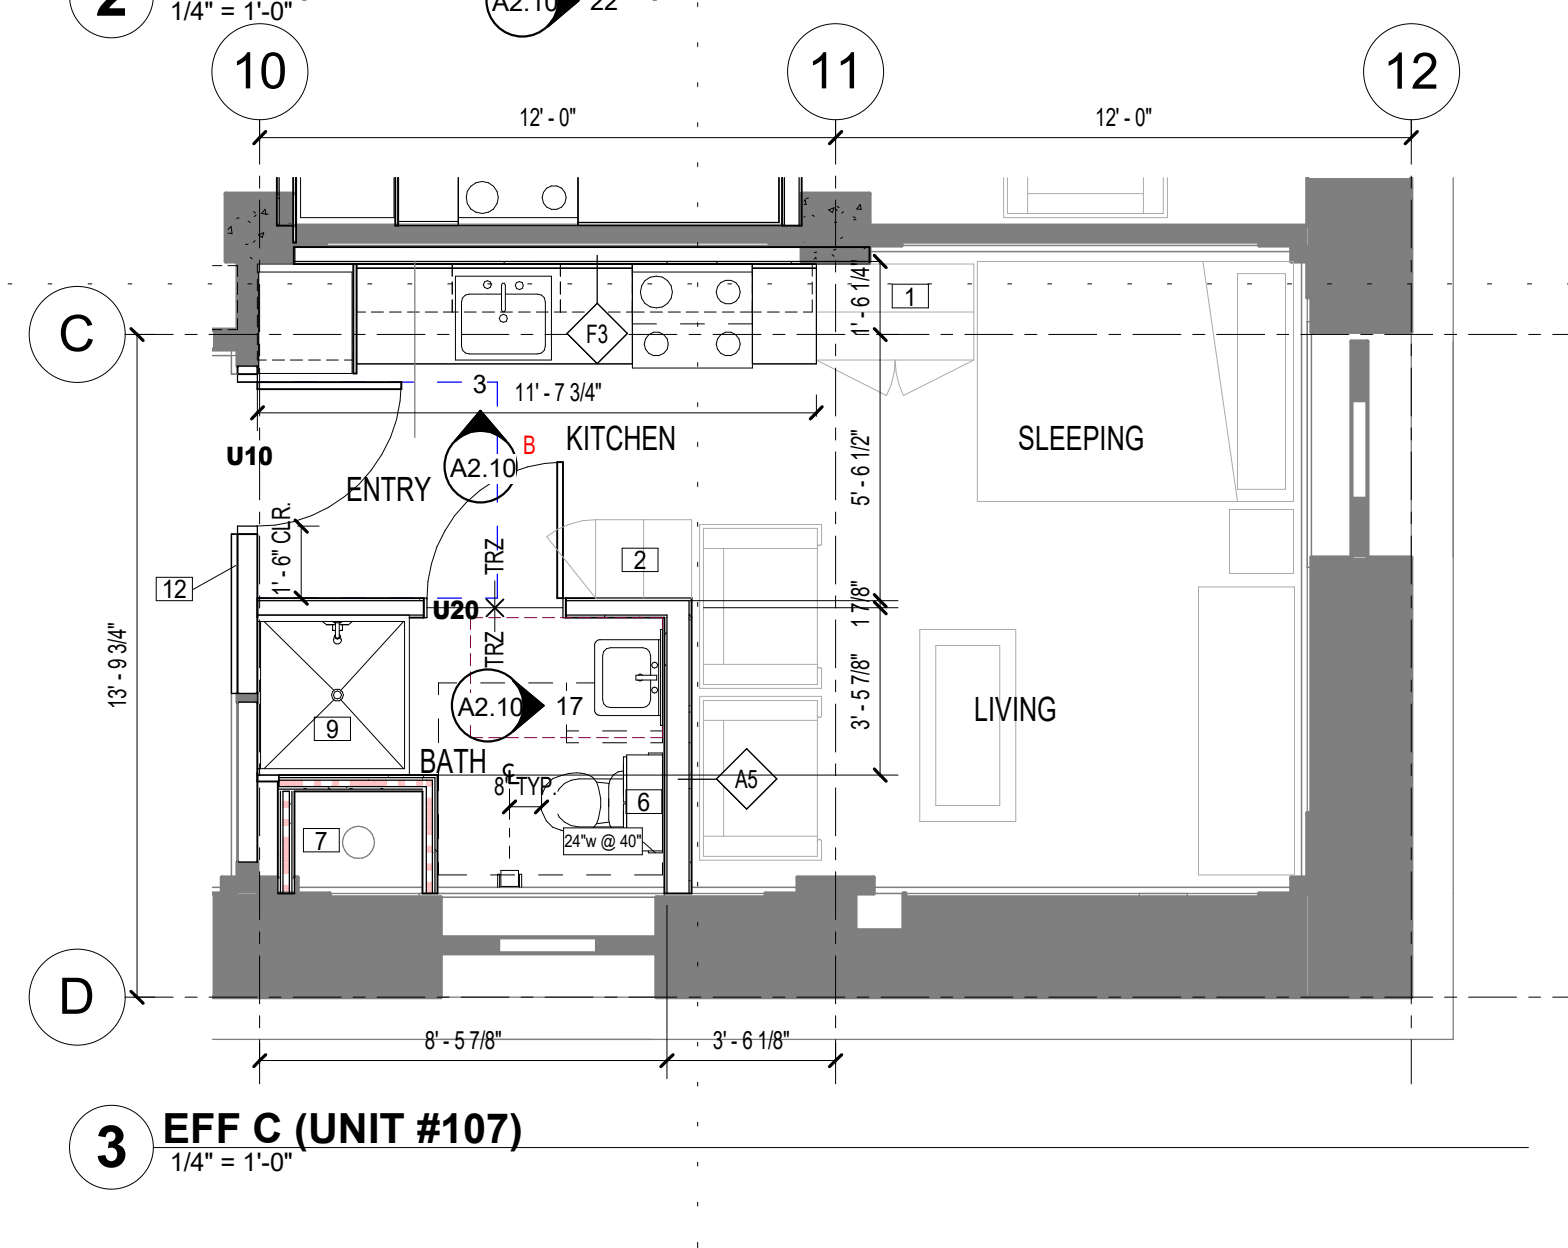 2
1/4" = 1'-0"
22
10
11
12
12' - 0"
12' - 0"
C
F3
1
1' - 6 1/4"
3
11' - 7 3/4"
B
KITCHEN
SLEEPING
U10
A2.10
ENTRY
5' - 6 1/2"
1' - 6" CLR.
TRZ
2
12
U20
1 7/8"
TRZ
13' - 9 3/4"
A2.10
17
3' - 5 7/8"
LIVING
9
BATH
8" TYP.
A5
6
7
24"w @ 40"
D
8' - 5 7/8"
3' - 6 1/8"
3
EFF C (UNIT #107)
1/4" = 1'-0"